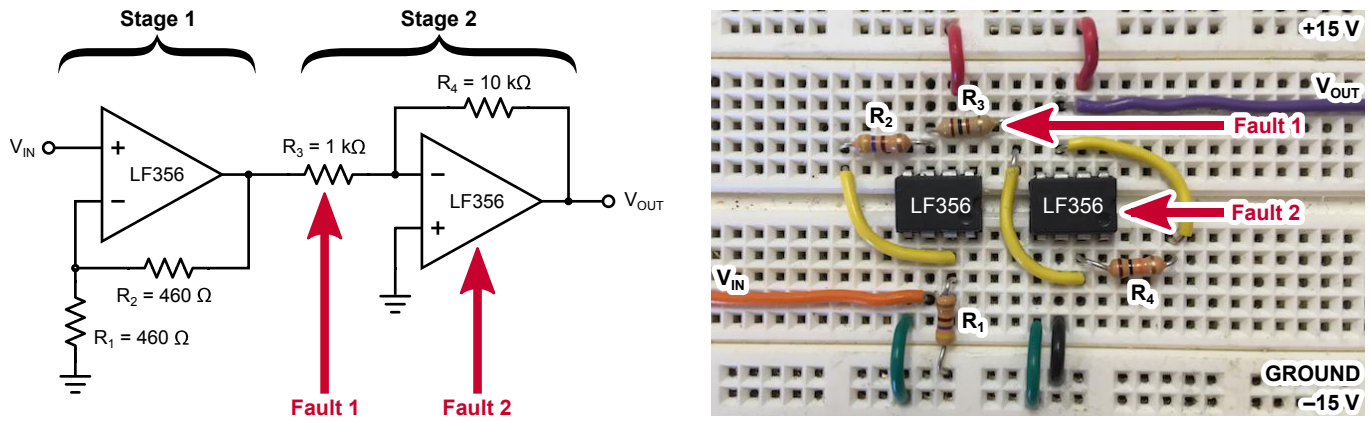 Stage 1
Stage 2
R4 = 10 kΩ
R3 = 1 kΩ
VIN
+
LF356
−
−
LF356
+
VOUT
R2 = 460 Ω
R1 = 460 Ω
Fault 1
Fault 2
+15 V
VOUT
R3
R2
Fault 1
LF356
LF356
Fault 2
VIN
R4
R1
GROUND
–15 V